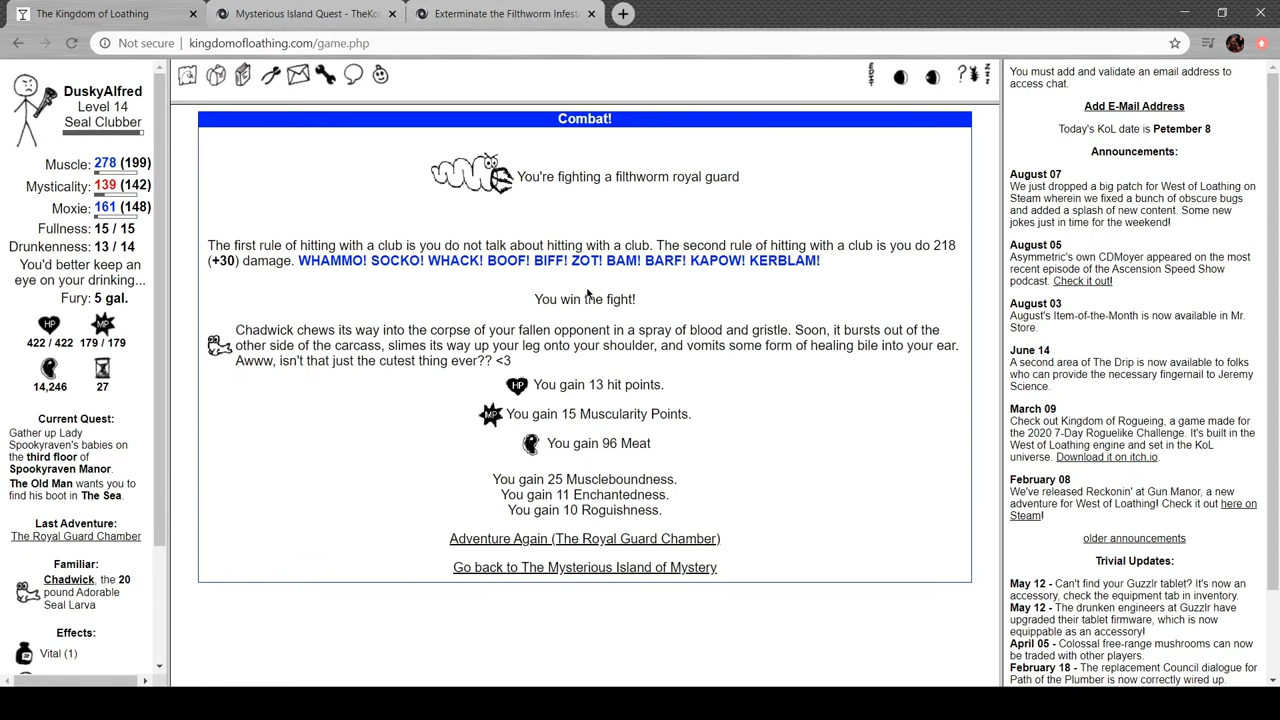 The Kingdom of Loathing
Mysterious Island Quest - TheKol
Exterminate the Filthworm Infest
Not secure | kingdomofloathing.com/game.php
DuskyAlfred
Level 14
Seal Clubber
Muscle: 278 (199)
Mysticality: 139 (142)
Moxie: 161 (148)
Fullness: 15 / 15
Drunkenness: 13 / 14
You'd better keep an
eye on your drinking...
Fury: 5 gal.
HP
MP
422 / 422
179 / 179
14,246
27
Current Quest:
Gather up Lady
Spookyraven's babies on
the third floor of
Spookyraven Manor.
The Old Man wants you to
find his boot in The Sea.
Last Adventure:
The Royal Guard Chamber
Familiar:
Chadwick, the 20
pound Adorable
Seal Larva
Effects:
Vital (1)
Combat!
You're fighting a filthworm royal guard
The first rule of hitting with a club is you do not talk about hitting with a club. The second rule of hitting with a club is you do 218
(+30) damage. WHAMMO! SOCKO! WHACK! BOOF! BIFF! ZOT! BAM! BARF! KAPOW! KERBLAM!
You win the fight!
Chadwick chews its way into the corpse of your fallen opponent in a spray of blood and gristle. Soon, it bursts out of the
other side of the carcass, slimes its way up your leg onto your shoulder, and vomits some form of healing bile into your ear.
Awww, isn't that just the cutest thing ever?? <3
HP You gain 13 hit points.
MP You gain 15 Muscularity Points.
You gain 96 Meat
You gain 25 Muscleboundness.
You gain 11 Enchantedness.
You gain 10 Roguishness.
Adventure Again (The Royal Guard Chamber)
Go back to The Mysterious Island of Mystery
You must add and validate an email address to
access chat.
Add E-Mail Address
Today's KoL date is Petember 8
Announcements:
August 07
We just dropped a big patch for West of Loathing on
Steam wherein we fixed a bunch of obscure bugs
and added a splash of new content. Some new
jokes just in time for the weekend!
August 05
Asymmetric's own CDMoyer appeared on the most
recent episode of the Ascension Speed Show
podcast. Check it out!
August 03
August's Item-of-the-Month is now available in Mr.
Store.
June 14
A second area of The Drip is now available to folks
who can provide the necessary fingernail to Jeremy
Science.
March 09
Check out Kingdom of Rogueing, a game made for
the 2020 7-Day Roguelike Challenge. It's built in the
West of Loathing engine and set in the KoL
universe. Download it on itch.io.
February 08
We've released Reckonin' at Gun Manor, a new
adventure for West of Loathing! Check it out here on
Steam!
older announcements
Trivial Updates:
May 12 - Can't find your Guzzlr tablet? It's now an
accessory, check the equipment tab in inventory.
May 12 - The drunken engineers at Guzzlr have
upgraded their tablet firmware, which is now
equippable as an accessory!
April 05 - Colossal free-range mushrooms can now
be traded with other players.
February 18 - The replacement Council dialogue for
Path of the Plumber is now correctly wired up.